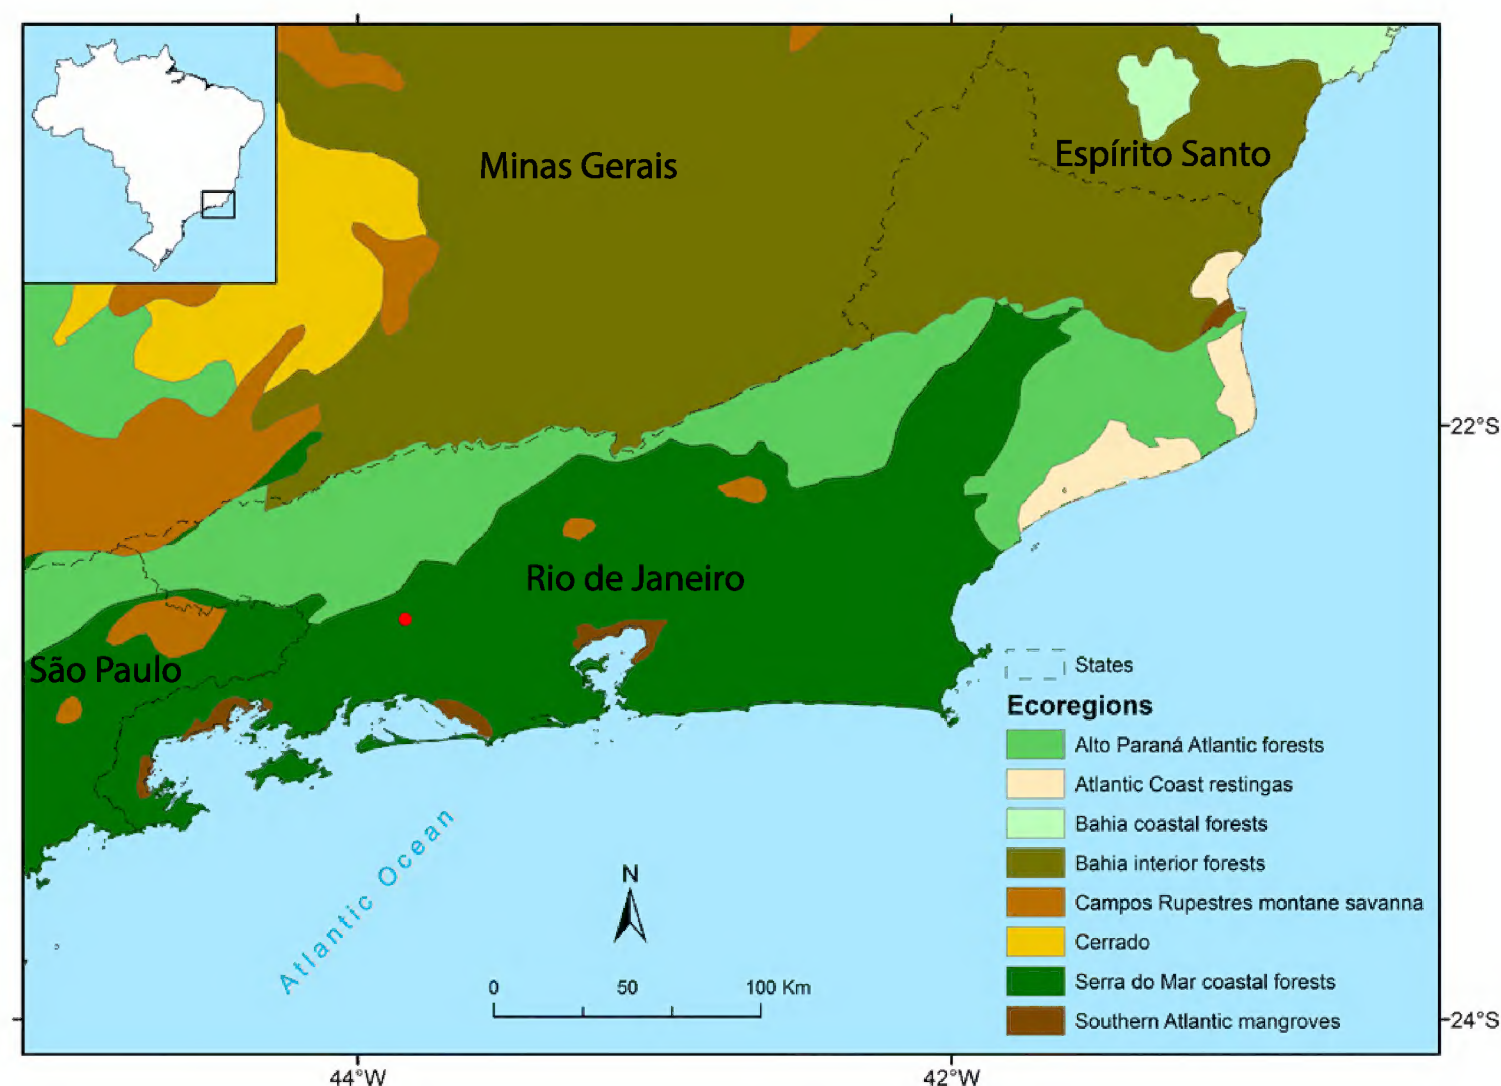 Minas Gerais
Espírito Santo
22°S
Rio de Janeiro
São Paulo
States
Ecoregions
Alto Paraná Atlantic forests
Atlantic Coast restingas
Bahia coastal forests
Bahia interior forests
Campos Rupestres montane savanna
Cerrado
Serra do Mar coastal forests
Southern Atlantic mangroves
Atlantic Ocean
N
0 50 100 Km
24°S
44°W 42°W